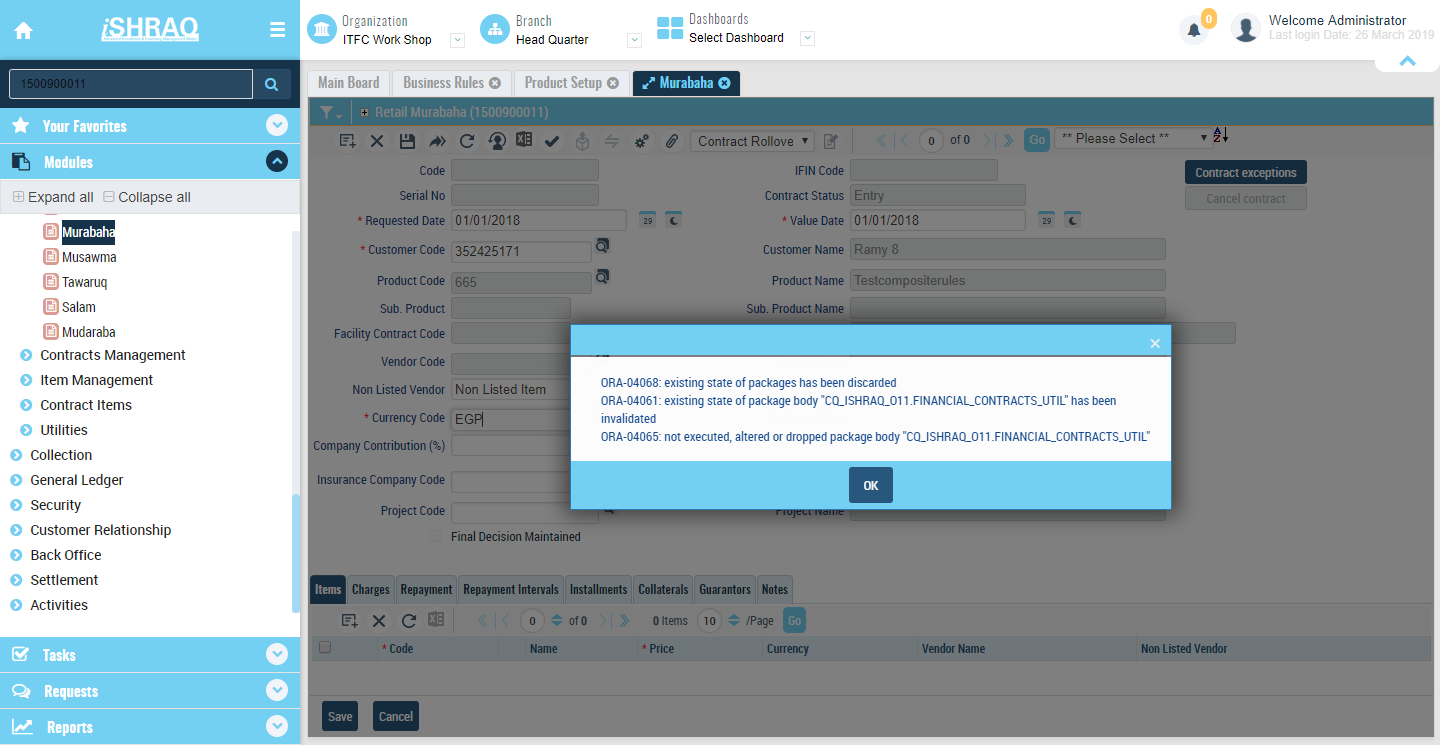 iSHRAQ
Organization
ITFC Work Shop
Branch
Head Quarter
Dashboards
Select Dashboard
0
Welcome Administrator
Last login Date: 26 March 2019
1500900011
Your Favorites
Modules
Expand all Collapse all
Murabaha
Musawma
Tawaruq
Salam
Mudaraba
Contracts Management
Item Management
Contract Items
Utilities
Collection
General Ledger
Security
Customer Relationship
Back Office
Settlement
Activities
Tasks
Requests
Reports
Main Board
Business Rules
Product Setup
Murabaha
Retail Murabaha (1500900011)
Contract Rollove
0 of 0
Go
** Please Select **
Code
IFIN Code
Contract exceptions
Serial No
Contract Status Entry
Cancel contract
* Requested Date 01/01/2018 29
* Value Date 01/01/2018 29
* Customer Code 352425171
Customer Name Ramy 8
Product Code 665
Product Name Testcompositerules
Sub. Product
Sub. Product Name
Facility Contract Code
Vendor Code
Non Listed Vendor Non Listed Item
* Currency Code EGP
Company Contribution (%)
Insurance Company Code
Project Code
Project Name
Final Decision Maintained
ORA-04068: existing state of packages has been discarded
ORA-04061: existing state of package body "CQ_ISHRAQ_O11.FINANCIAL_CONTRACTS_UTIL" has been
invalidated
ORA-04065: not executed, altered or dropped package body "CQ_ISHRAQ_O11.FINANCIAL_CONTRACTS_UTIL"
OK
Items Charges Repayment Repayment Intervals Installments Collaterals Guarantors Notes
0 of 0 0 Items 10 /Page Go
* Code Name * Price Currency Vendor Name Non Listed Vendor
Save Cancel